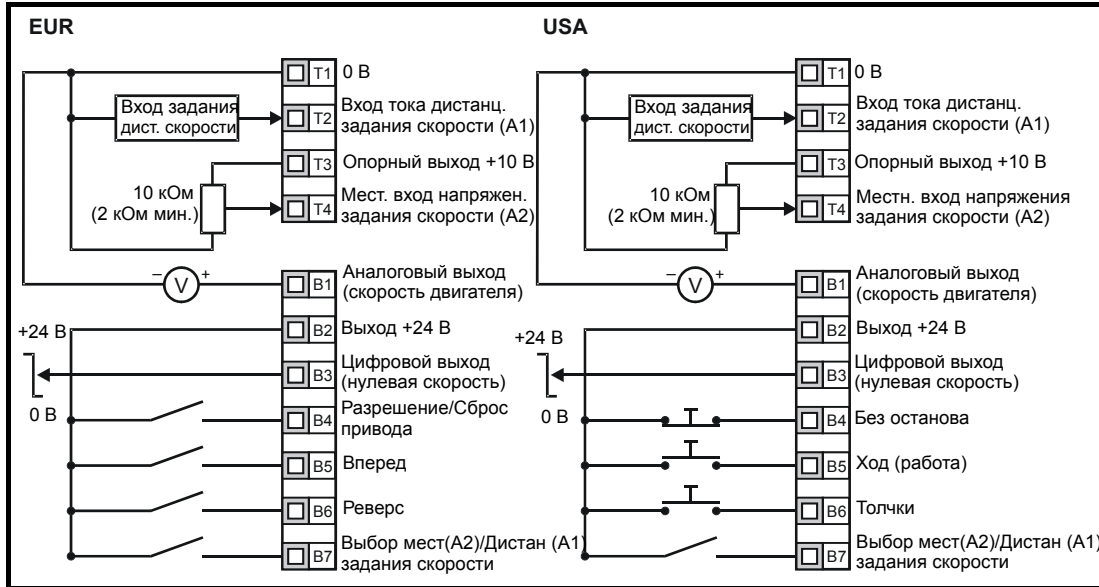 EUR
T1 0 В
Вход задания
дист. скорости
T2
Вход тока дистанц.
задания скорости (A1)
T3 Опорный выход +10 В
10 кОм
(2 кОм мин.)
T4
Мест. вход напряжен.
задания скорости (A2)
– V +
B1
Аналоговый выход
(скорость двигателя)
B2 Выход +24 В
+24 В
0 В
B3
Цифровой выход
(нулевая скорость)
B4
Разрешение/Сброс
привода
B5 Вперед
B6 Реверс
B7
Выбор мест(A2)/Дистан (A1)
задания скорости
USA
T1 0 В
Вход задания
дист. скорости
T2
Вход тока дистанц.
задания скорости (A1)
T3 Опорный выход +10 В
10 кОм
(2 кОм мин.)
T4
Местн. вход напряжения
задания скорости (A2)
– V +
B1
Аналоговый выход
(скорость двигателя)
B2 Выход +24 В
+24 В
0 В
B3
Цифровой выход
(нулевая скорость)
B4 Без останова
B5 Ход (работа)
B6 Толчки
B7
Выбор мест(A2)/Дистан (A1)
задания скорости